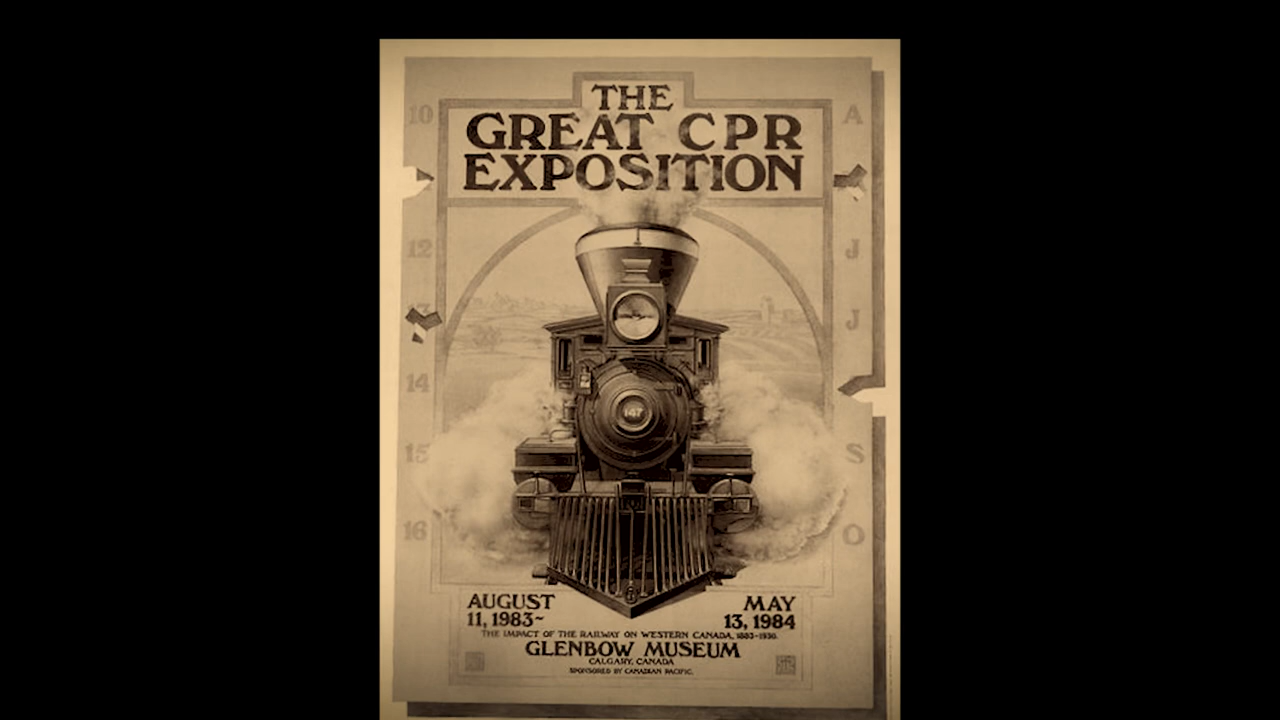 THE
GREAT CPR
EXPOSITION
10
A
12
J
13
J
14
15
S
16
O
147
AUGUST
11, 1983~
MAY
13, 1984
THE IMPACT OF THE RAILWAY ON WESTERN CANADA, 1883-1930.
GLENBOW MUSEUM
CALGARY, CANADA
SPONSORED BY CANADIAN PACIFIC.